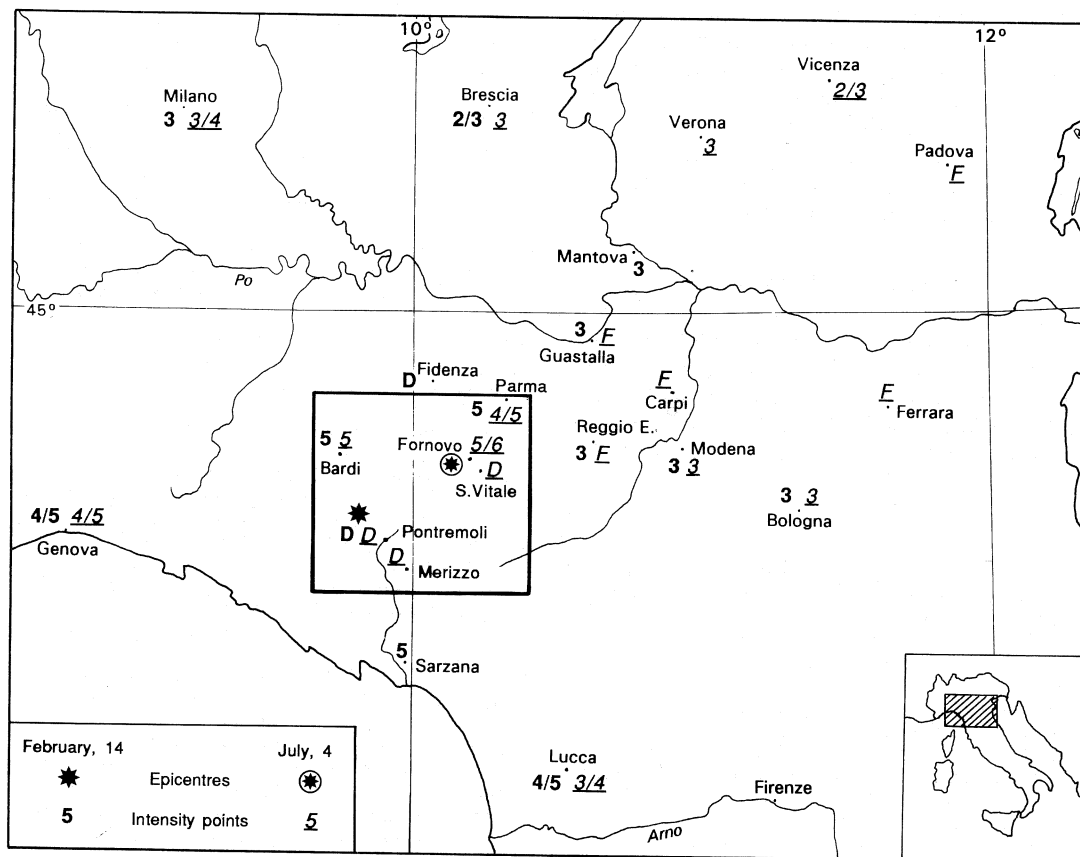 10º
12º
Vicenza
2/3
Milano
3 3/4
Brescia
2/3 3
Verona
3
Padova
F
Mantova
3
Po
45º
3 F
Guastalla
D Fidenza
Parma
5 4/5
F
Carpi
F
Ferrara
5 5
Bardi
Fornovo 5/6
D
S.Vitale
Reggio E.
3 F
Modena
3 3
3 3
Bologna
4/5 4/5
Genova
D D Pontremoli
D
Merizzo
5
Sarzana
Lucca
4/5 3/4
Firenze
Arno
February, 14 July, 4
Epicentres
5 Intensity points 5